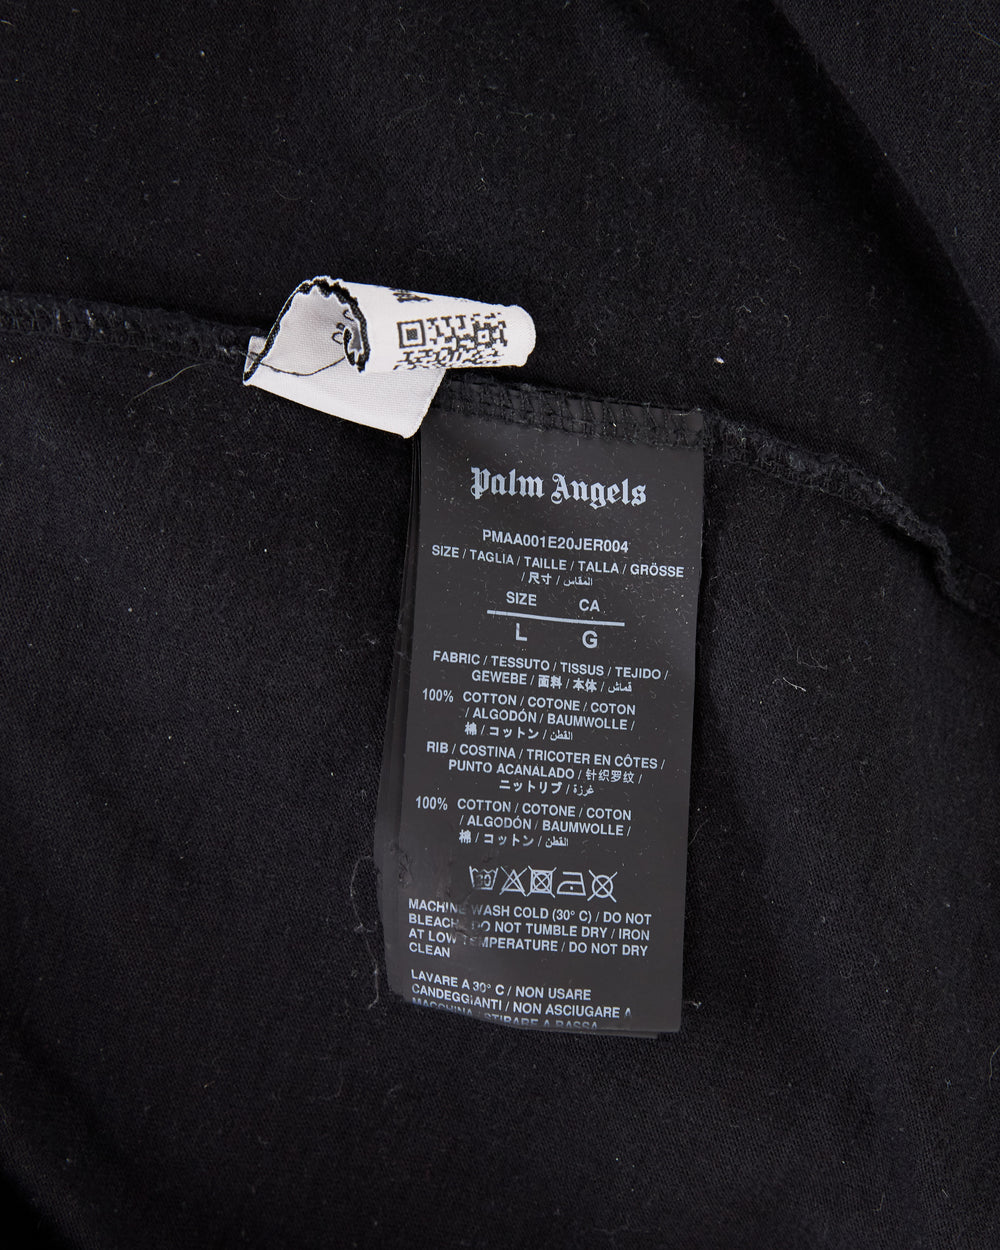 Palm Angels
PMAA001E20JER004
SIZE / TAGLIA / TAILLE / TALLA / GRÖSSE
/ 尺寸 / المقاس
SIZE CA
L G
FABRIC / TESSUTO / TISSUS / TEJIDO /
GEWEBE / 面料 / 本体 / قماش
100% COTTON / COTONE / COTON
/ ALGODÓN / BAUMWOLLE /
棉 / コットン / القطن
RIB / COSTINA / TRICOTER EN CÔTES /
PUNTO ACANALADO / 针织罗纹 /
ニットリブ / غرزة
100% COTTON / COTONE / COTON
/ ALGODÓN / BAUMWOLLE /
棉 / コットン / القطن
30
MACHINE WASH COLD (30° C) / DO NOT
BLEACH / DO NOT TUMBLE DRY / IRON
AT LOW TEMPERATURE / DO NOT DRY
CLEAN
LAVARE A 30° C / NON USARE
CANDEGGIANTI / NON ASCIUGARE A
MACCHINA / STIRARE A BASSA